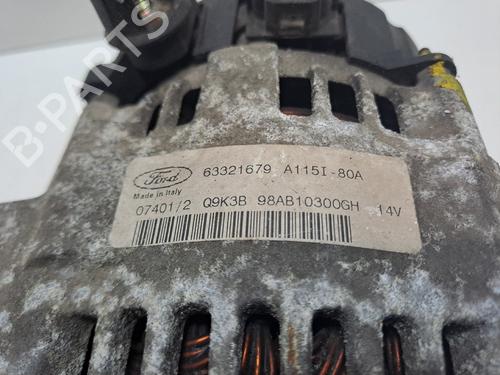 B-PARTS
Ford
63321679 A115I-80A
Made in Italy
07401/2 Q9K3B 98AB10300GH 14V